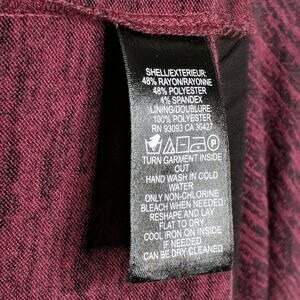 SHELL/EXTERIEUR:
48% RAYON/RAYONNE
48% POLYESTER
4% SPANDEX
LINING/DOUBLURE:
100% POLYESTER
RN 93093 CA 30427
P
TURN GARMENT INSIDE
OUT
HAND WASH IN COLD
WATER
ONLY NON-CHLORINE
BLEACH WHEN NEEDED
RESHAPE AND LAY
FLAT TO DRY
COOL IRON ON INSIDE
IF NEEDED
CAN BE DRY CLEANED